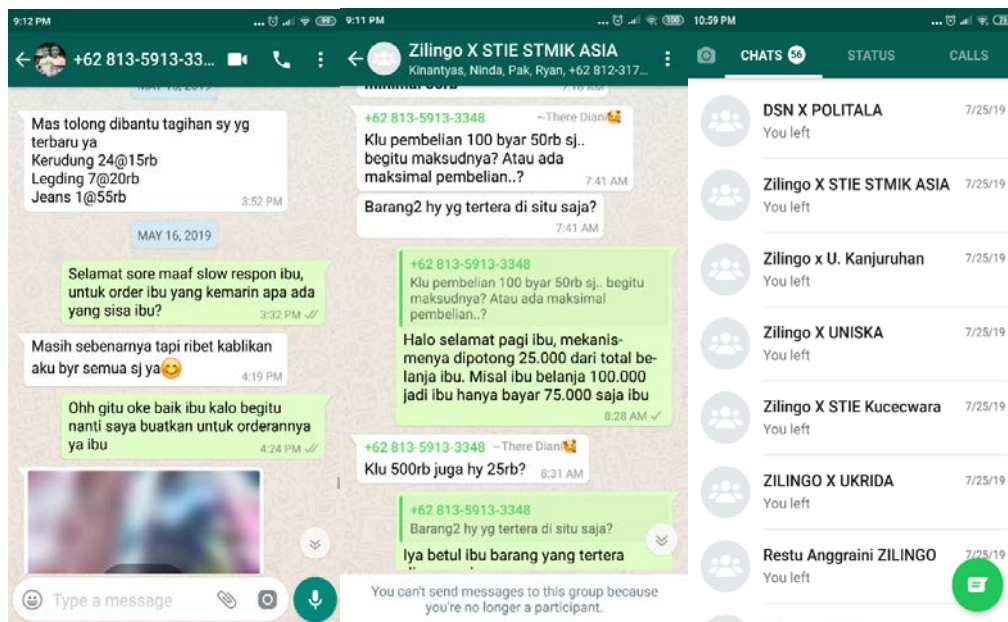 9:12 PM
99
+62 813-5913-33...
MAY 16, 2019
Mas tolong dibantu tagihan sy yg
terbaru ya
Kerudung 24@15rb
Legding 7@20rb
Jeans 1@55rb
3:52 PM
MAY 16, 2019
Selamat sore maaf slow respon ibu,
untuk order ibu yang kemarin apa ada
yang sisa ibu?
3:32 PM
Masih sebenarnya tapi ribet kablikan
aku byr semua sj ya
4:19 PM
Ohh gitu oke baik ibu kalo begitu
nanti saya buatkan untuk orderannya
ya ibu
4:24 PM
Type a message
9:11 PM
100
Zilingo X STIE STMIK ASIA
Kinantyas, Ninda, Pak, Ryan, +62 812-317...
minimal 50rb
7:16 AM
+62 813-5913-3348 ~There Diani
Klu pembelian 100 byar 50rb sj..
begitu maksudnya? Atau ada
maksimal pembelian..?
7:41 AM
Barang2 hy yg tertera di situ saja?
7:41 AM
+62 813-5913-3348
Klu pembelian 100 byar 50rb sj.. begitu
maksudnya? Atau ada maksimal
pembelian..?
Halo selamat pagi ibu, mekanis-
menya dipotong 25.000 dari total be-
lanja ibu. Misal ibu belanja 100.000
jadi ibu hanya bayar 75.000 saja ibu
8:28 AM
+62 813-5913-3348 ~There Diani
Klu 500rb juga hy 25rb?
8:31 AM
+62 813-5913-3348
Barang2 hy yg tertera di situ saja?
Iya betul ibu barang yang tertera
You can't send messages to this group because
you're no longer a participant.
10:59 PM
CHATS 56
STATUS
CALLS
DSN X POLITALA
7/25/19
You left
Zilingo X STIE STMIK ASIA
7/25/19
You left
Zilingo x U. Kanjuruhan
7/25/19
You left
Zilingo X UNISKA
7/25/19
You left
Zilingo X STIE Kucecwara
7/25/19
You left
ZILINGO X UKRIDA
7/25/19
You left
Restu Anggraini ZILINGO
7/25/19
You left